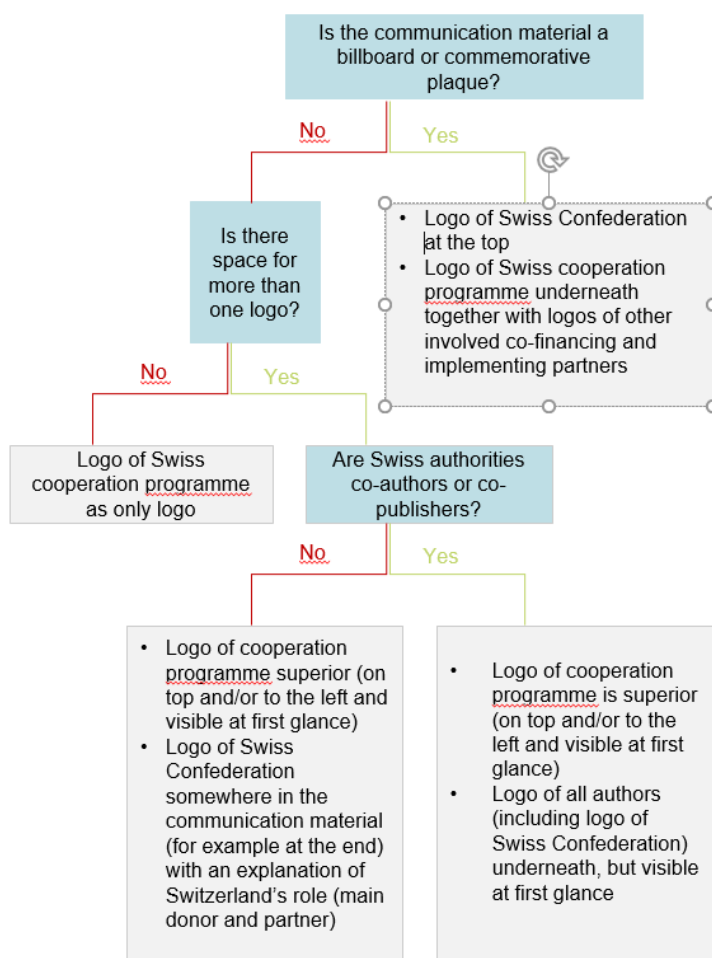 Is the communication material a
billboard or commemorative
plaque?
No
Yes
Is there
space for
more than
one logo?
• Logo of Swiss Confederation
at the top
• Logo of Swiss cooperation
programme underneath
together with logos of other
involved co-financing and
implementing partners
No
Yes
Logo of Swiss
cooperation programme
as only logo
Are Swiss authorities
co-authors or co-
publishers?
No
Yes
• Logo of cooperation
programme superior (on
top and/or to the left and
visible at first glance)
• Logo of Swiss
Confederation
somewhere in the
communication material
(for example at the end)
with an explanation of
Switzerland's role (main
donor and partner)
• Logo of cooperation
programme is superior
(on top and/or to the
left and visible at first
glance)
• Logo of all authors
(including logo of
Swiss Confederation)
underneath, but visible
at first glance